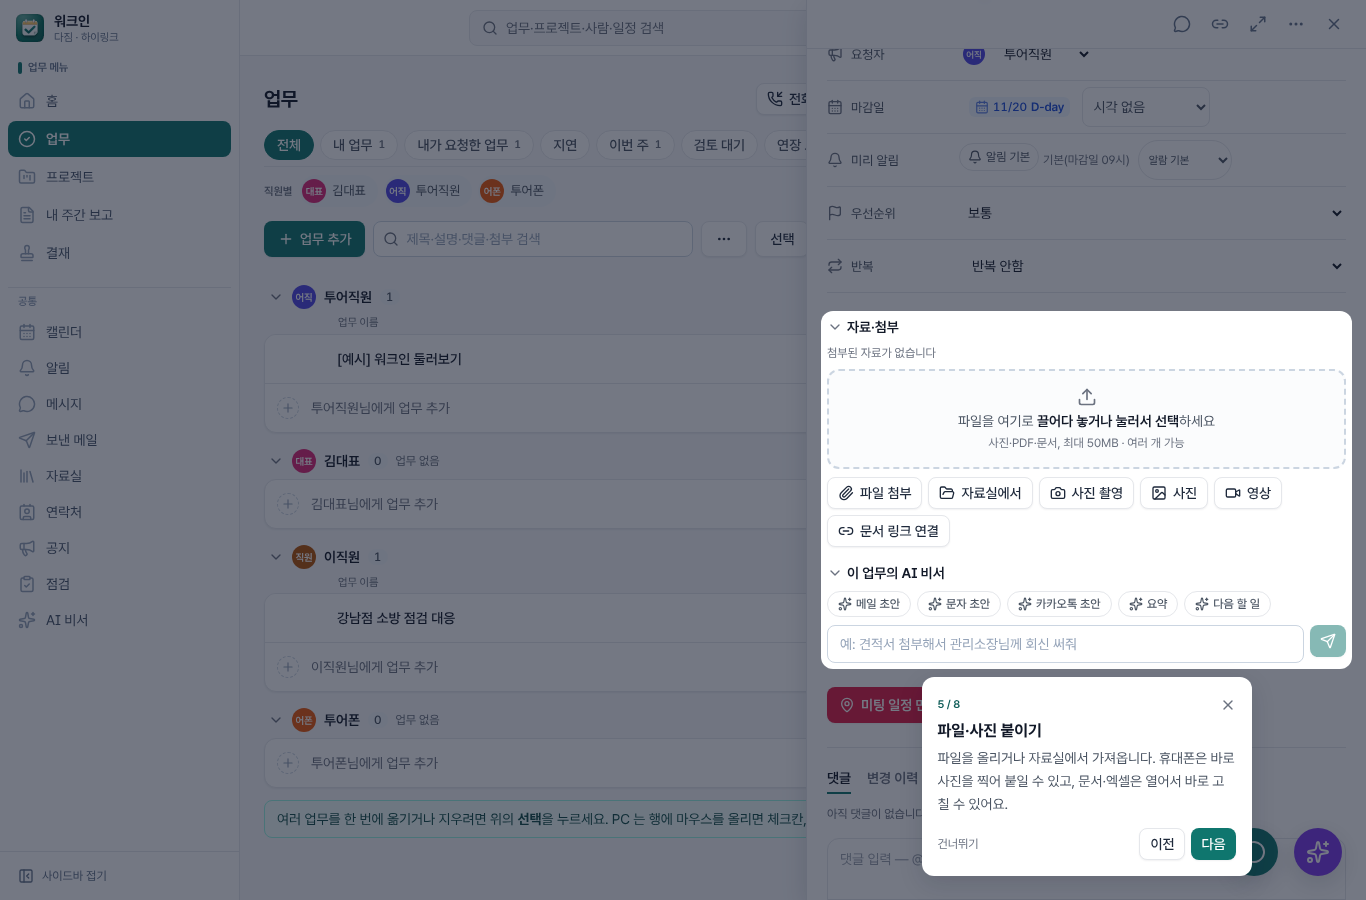 워크인
다짐 · 하이링크
업무 메뉴
홈
업무
프로젝트
내 주간 보고
결재
공통
캘린더
알림
메시지
보낸 메일
자료실
연락처
공지
점검
AI 비서
사이드바 접기
업무·프로젝트·사람·일정 검색
업무
전체
내 업무 1
내가 요청한 업무 1
지연
이번 주 1
검토 대기
직원별
대표 김대표
어직 투어직원
어폰 투어폰
업무 추가
제목·설명·댓글·첨부 검색
선택
어직 투어직원 1
업무 이름
[예시] 워크인 둘러보기
투어직원님에게 업무 추가
대표 김대표 0 업무 없음
김대표님에게 업무 추가
직원 이직원 1
업무 이름
강남점 소방 점검 대응
이직원님에게 업무 추가
어폰 투어폰 0 업무 없음
투어폰님에게 업무 추가
여러 업무를 한 번에 옮기거나 지우려면 위의 선택을 누르세요. PC 는 행에 마우스를 올리면 체크칸,
요청자
어직 투어직원
마감일
11/20 D-day
시각 없음
미리 알림
알림 기본
기본(마감일 09시)
알람 기본
우선순위
보통
반복
반복 안함
자료·첨부
첨부된 자료가 없습니다
파일을 여기로 끌어다 놓거나 눌러서 선택하세요
사진·PDF·문서, 최대 50MB · 여러 개 가능
파일 첨부
자료실에서
사진 촬영
사진
영상
문서 링크 연결
이 업무의 AI 비서
메일 초안
문자 초안
카카오톡 초안
요약
다음 할 일
예: 견적서 첨부해서 관리소장님께 회신 써줘
미팅 일정
댓글
변경 이력
아직 댓글이 없습니다
댓글 입력 — @
5 / 8
파일·사진 붙이기
파일을 올리거나 자료실에서 가져옵니다. 휴대폰은 바로
사진을 찍어 붙일 수 있고, 문서·엑셀은 열어서 바로 고
칠 수 있어요.
건너뛰기
이전
다음